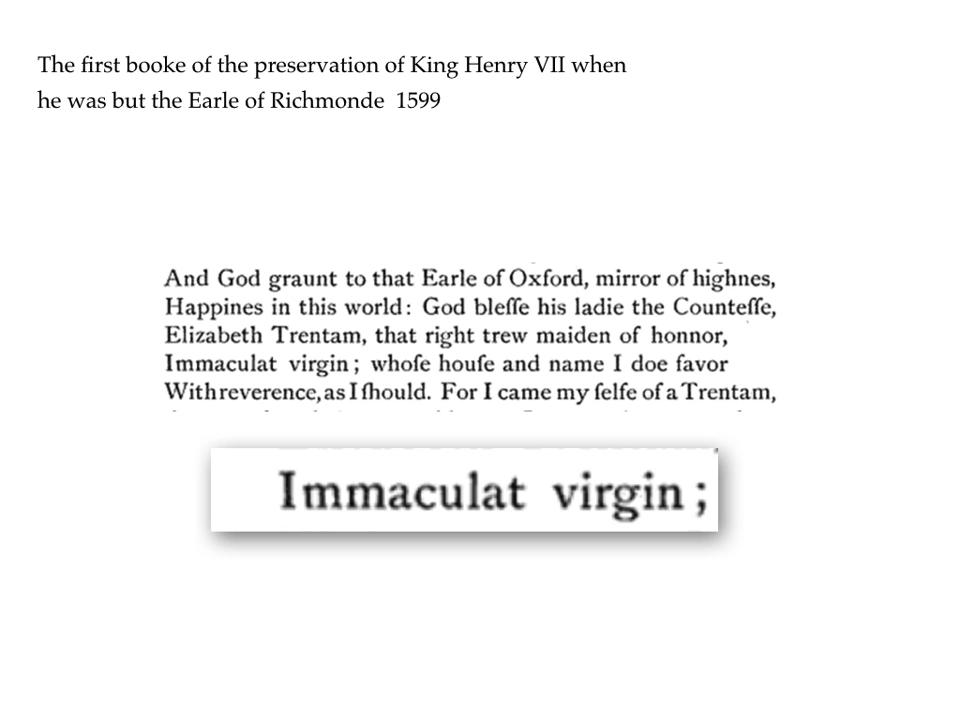 The first booke of the preservation of King Henry VII when
he was but the Earle of Richmonde 1599
And God graunt to that Earle of Oxford, mirror of highnes,
Happines in this world: God bleſſe his ladie the Counteſſe,
Elizabeth Trentam, that right trew maiden of honnor,
Immaculat virgin; whoſe houſe and name I doe favor
With reverence, as I ſhould. For I came my ſelfe of a Trentam,
Immaculat virgin;